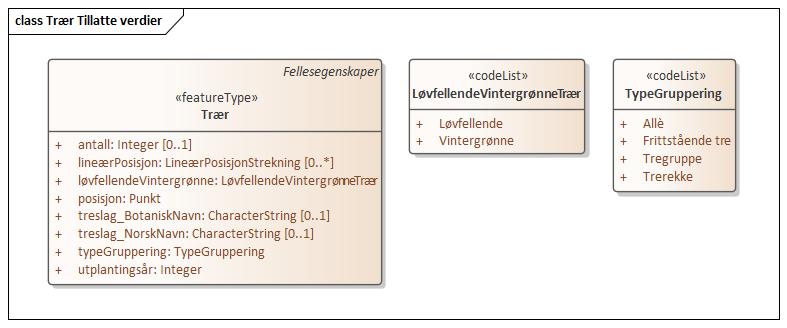 class Trær Tillatte verdier
Fellesegenskaper
«featureType»
Trær
+ antall: Integer [0..1]
+ lineærPosisjon: LineærPosisjonStrekning [0..*]
+ løvfellendeVintergrønne: LøvfellendeVintergrønneTrær
+ posisjon: Punkt
+ treslag_BotaniskNavn: CharacterString [0..1]
+ treslag_NorskNavn: CharacterString [0..1]
+ typeGruppering: TypeGruppering
+ utplantingsår: Integer
«codeList»
LøvfellendeVintergrønneTrær
+ Løvfellende
+ Vintergrønne
«codeList»
TypeGruppering
+ Allè
+ Frittstående tre
+ Tregruppe
+ Trerekke